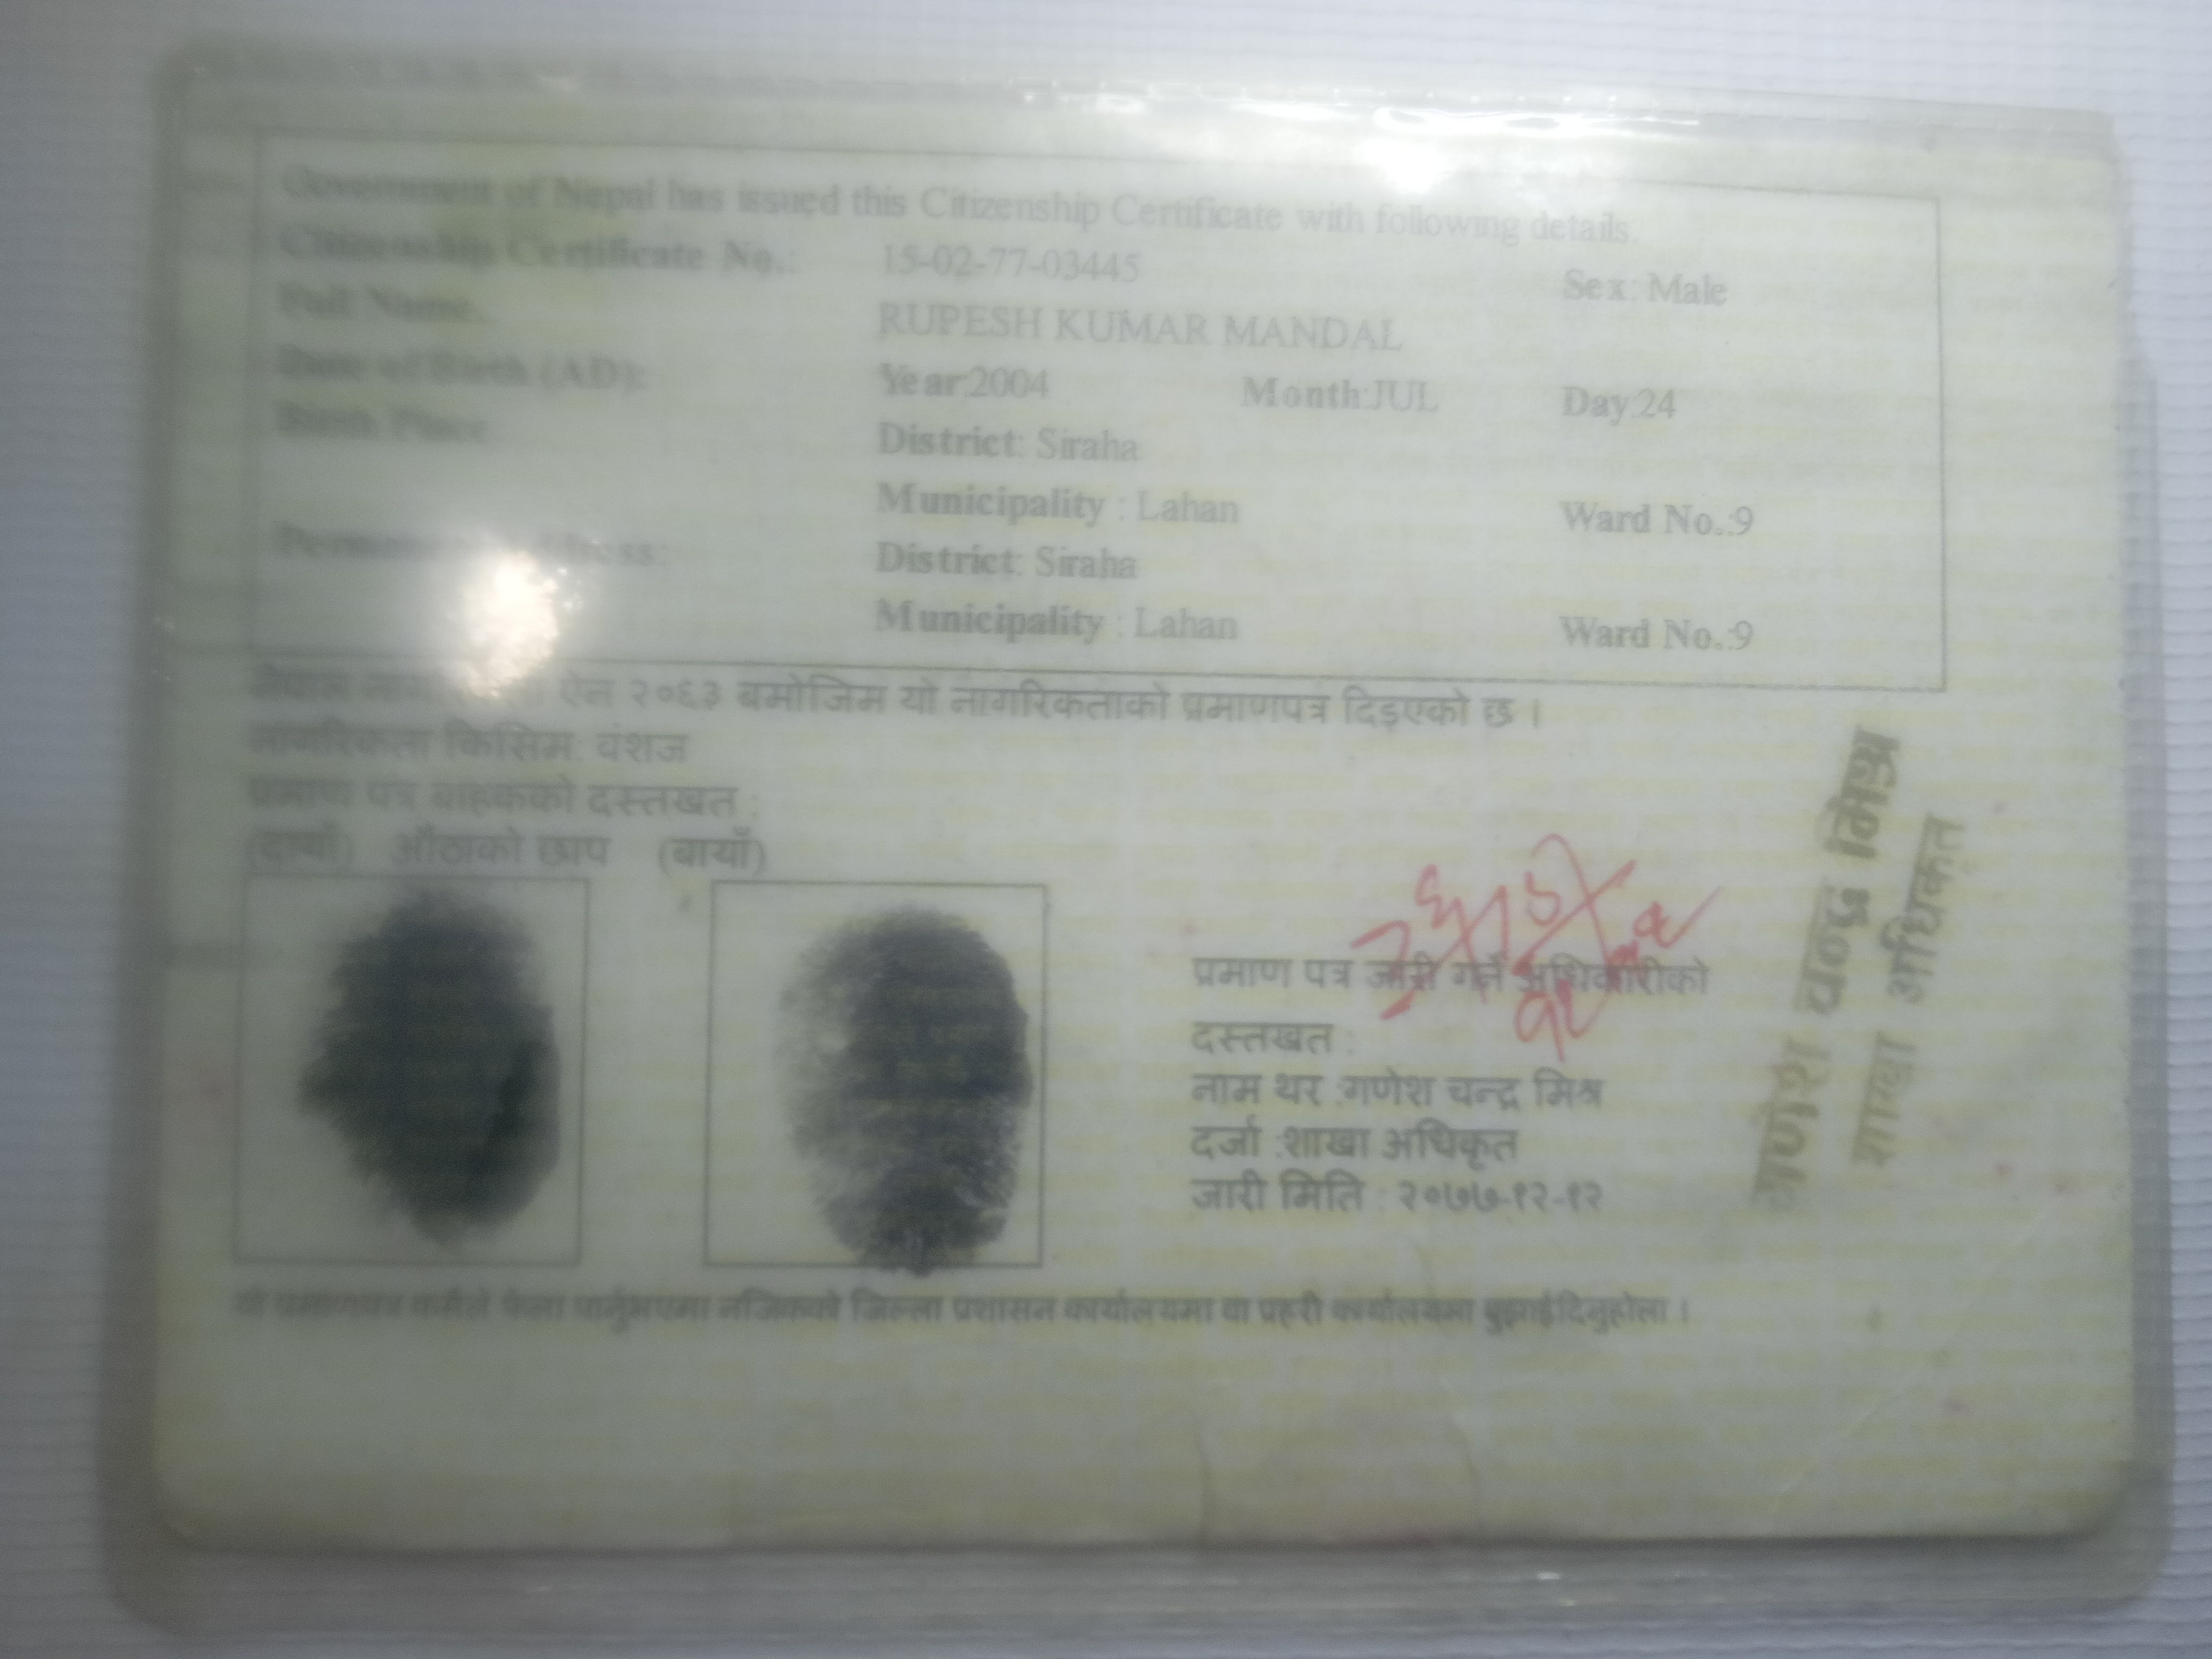 Government of Nepal has issued this Citizenship Certificate with following details.
Citizenship Certificate No.: 15-02-77-03445 Sex: Male
Full Name. RUPESH KUMAR MANDAL
Date of Birth (AD): Year:2004 Month:JUL Day:24
Birth Place District: Siraha
Municipality : Lahan Ward No.:9
District: Siraha
Municipality : Lahan Ward No.:9
नेपाल ऐन २०६३ बमोजिम यो नागरिकताको प्रमाणपत्र दिइएको छ ।
नागरिकता किसिम: वंशज
प्रमाण पत्र बाहकको दस्तखत :
(दायाँ) औंठाको छाप (बायाँ)
प्रमाण पत्र जारी गर्ने अधिकारीको
दस्तखत :
नाम थर :गणेश चन्द्र मिश्र
दर्जा :शाखा अधिकृत
जारी मिति : २०७७-१२-१२
गणेश चन्द्र मिश्र
शाखा अधिकृत
यो प्रमाणपत्र कसैले फेला पार्नुभएमा नजिकको जिल्ला प्रशासन कार्यालयमा वा प्रहरी कार्यालयमा बुझाईदिनुहोला ।